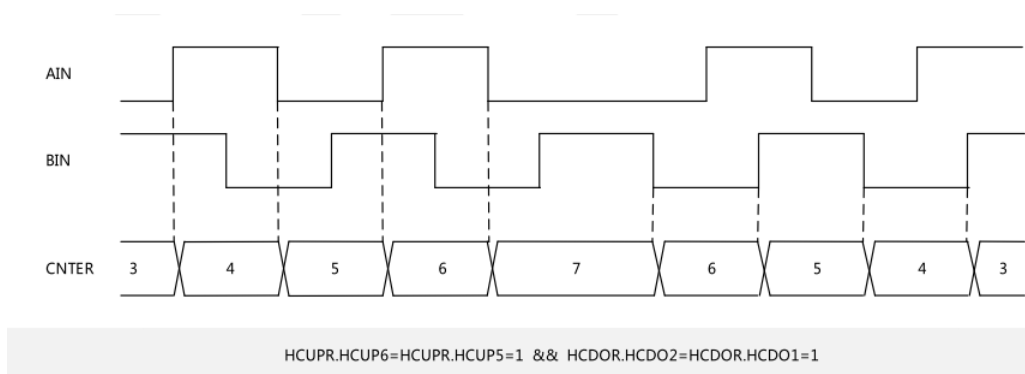 AIN
BIN
CNTER 3 4 5 6 7 6 5 4 3
HCUPR.HCUP6=HCUPR.HCUP5=1 && HCDOR.HCDO2=HCDOR.HCDO1=1